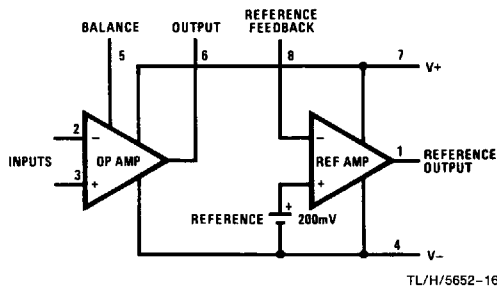 BALANCE
5
OUTPUT
6
REFERENCE
FEEDBACK
8
7
V+
2
−
INPUTS
OP AMP
3
+
−
REF AMP
1
REFERENCE
OUTPUT
+
REFERENCE
+
200mV
4
V−
TL/H/5652–16